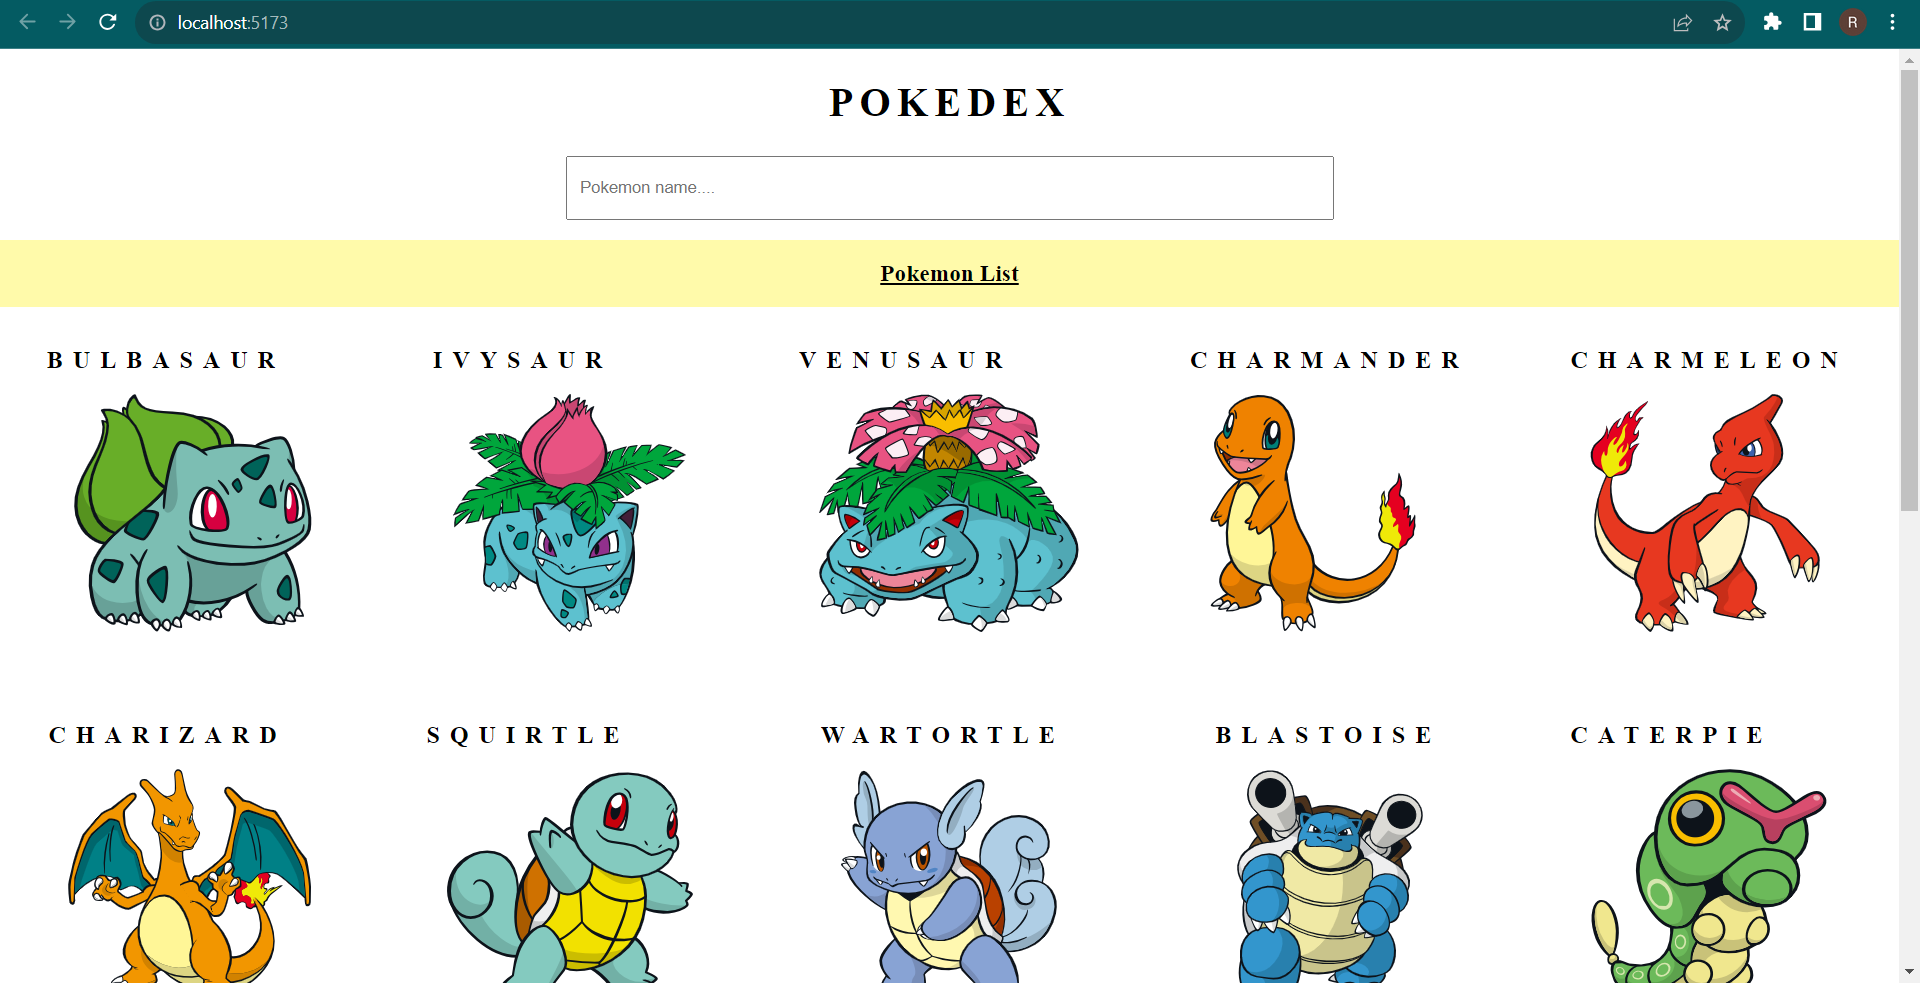 localhost:5173
R
POKEDEX
Pokemon name....
Pokemon List
BULBASAUR
IVYSAUR
VENUSAUR
CHARMANDER
CHARMELEON
CHARIZARD
SQUIRTLE
WARTORTLE
BLASTOISE
CATERPIE